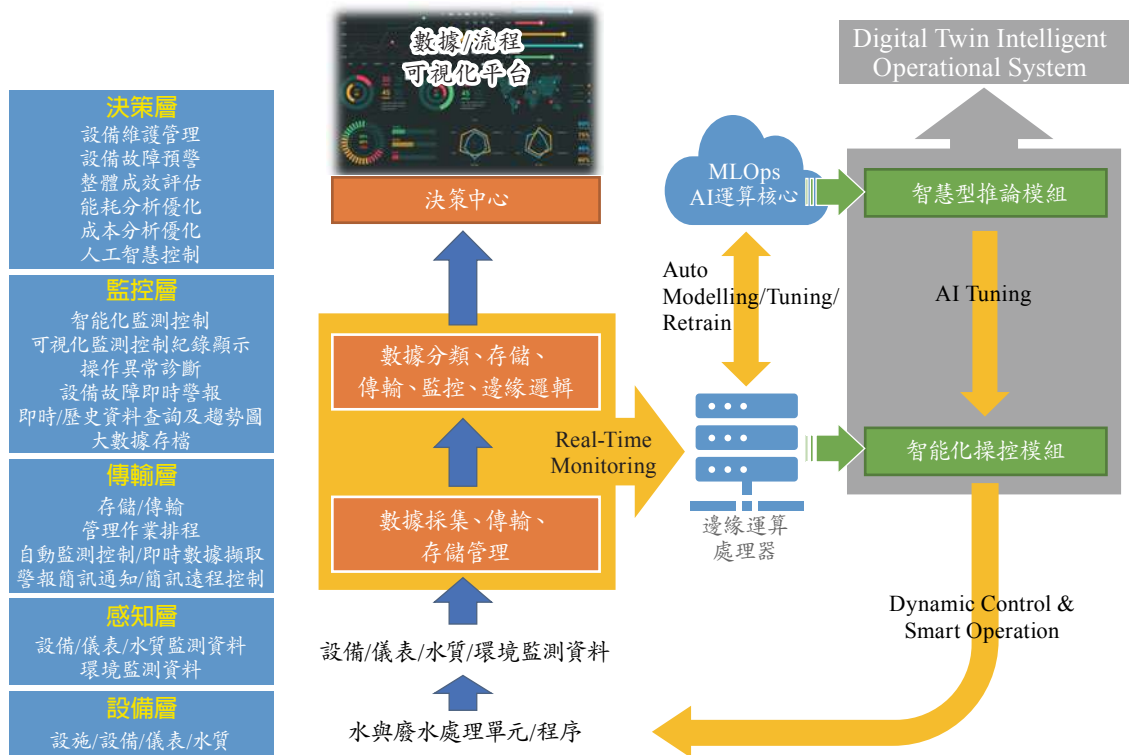 決策層
設備維護管理
設備故障預警
整體成效評估
能耗分析優化
成本分析優化
人工智慧控制
監控層
智能化監測控制
可視化監測控制紀錄顯示
操作異常診斷
設備故障即時警報
即時/歷史資料查詢及趨勢圖
大數據存檔
傳輸層
存儲/傳輸
管理作業排程
自動監測控制/即時數據擷取
警報簡訊通知/簡訊遠程控制
感知層
設備/儀表/水質監測資料
環境監測資料
設備層
設施/設備/儀表/水質
數據/流程
可視化平台
決策中心
數據分類、存儲、
傳輸、監控、邊緣邏輯
數據採集、傳輸、
存儲管理
設備/儀表/水質/環境監測資料
水與廢水處理單元/程序
Real-Time
Monitoring
MLOps
AI運算核心
Auto
Modelling/Tuning/
Retrain
邊緣運算
處理器
Digital Twin Intelligent
Operational System
智慧型推論模組
AI Tuning
智能化操控模組
Dynamic Control &
Smart Operation